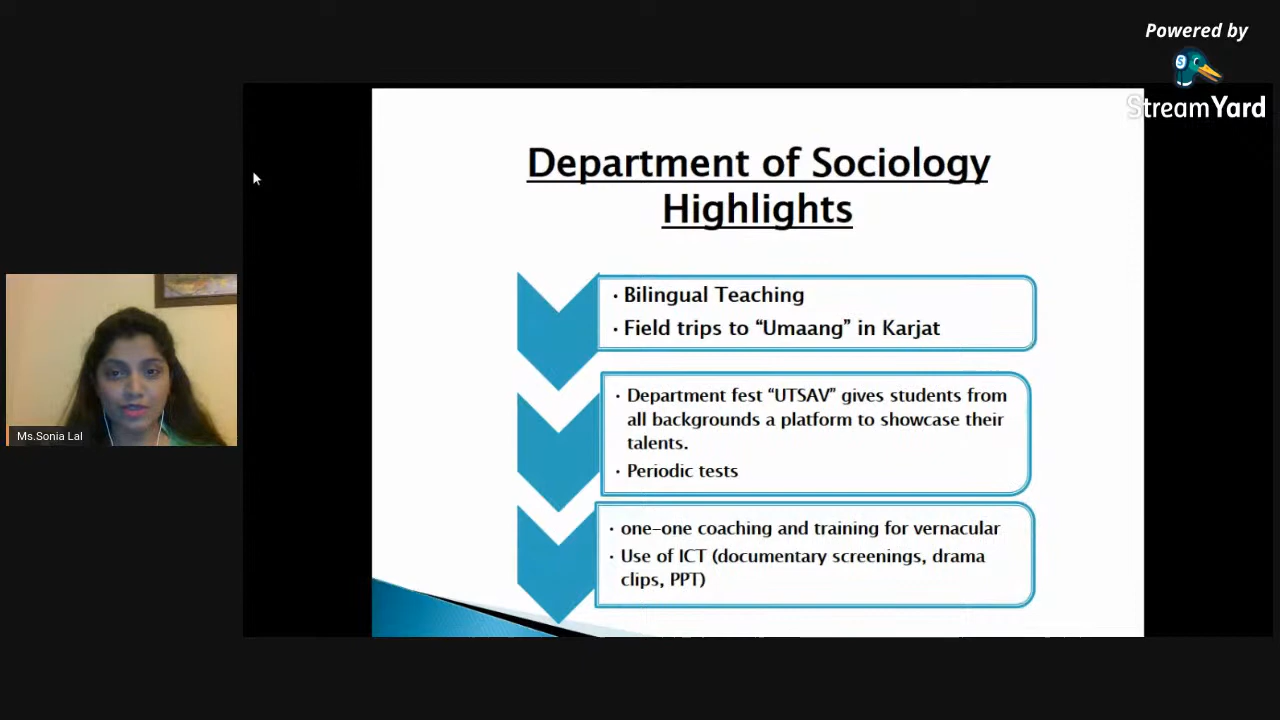 Powered by
StreamYard
Department of Sociology
Highlights
· Bilingual Teaching
· Field trips to “Umaang” in Karjat
· Department fest “UTSAV” gives students from
all backgrounds a platform to showcase their
talents.
· Periodic tests
· one-one coaching and training for vernacular
· Use of ICT (documentary screenings, drama
clips, PPT)
Ms.Sonia Lal